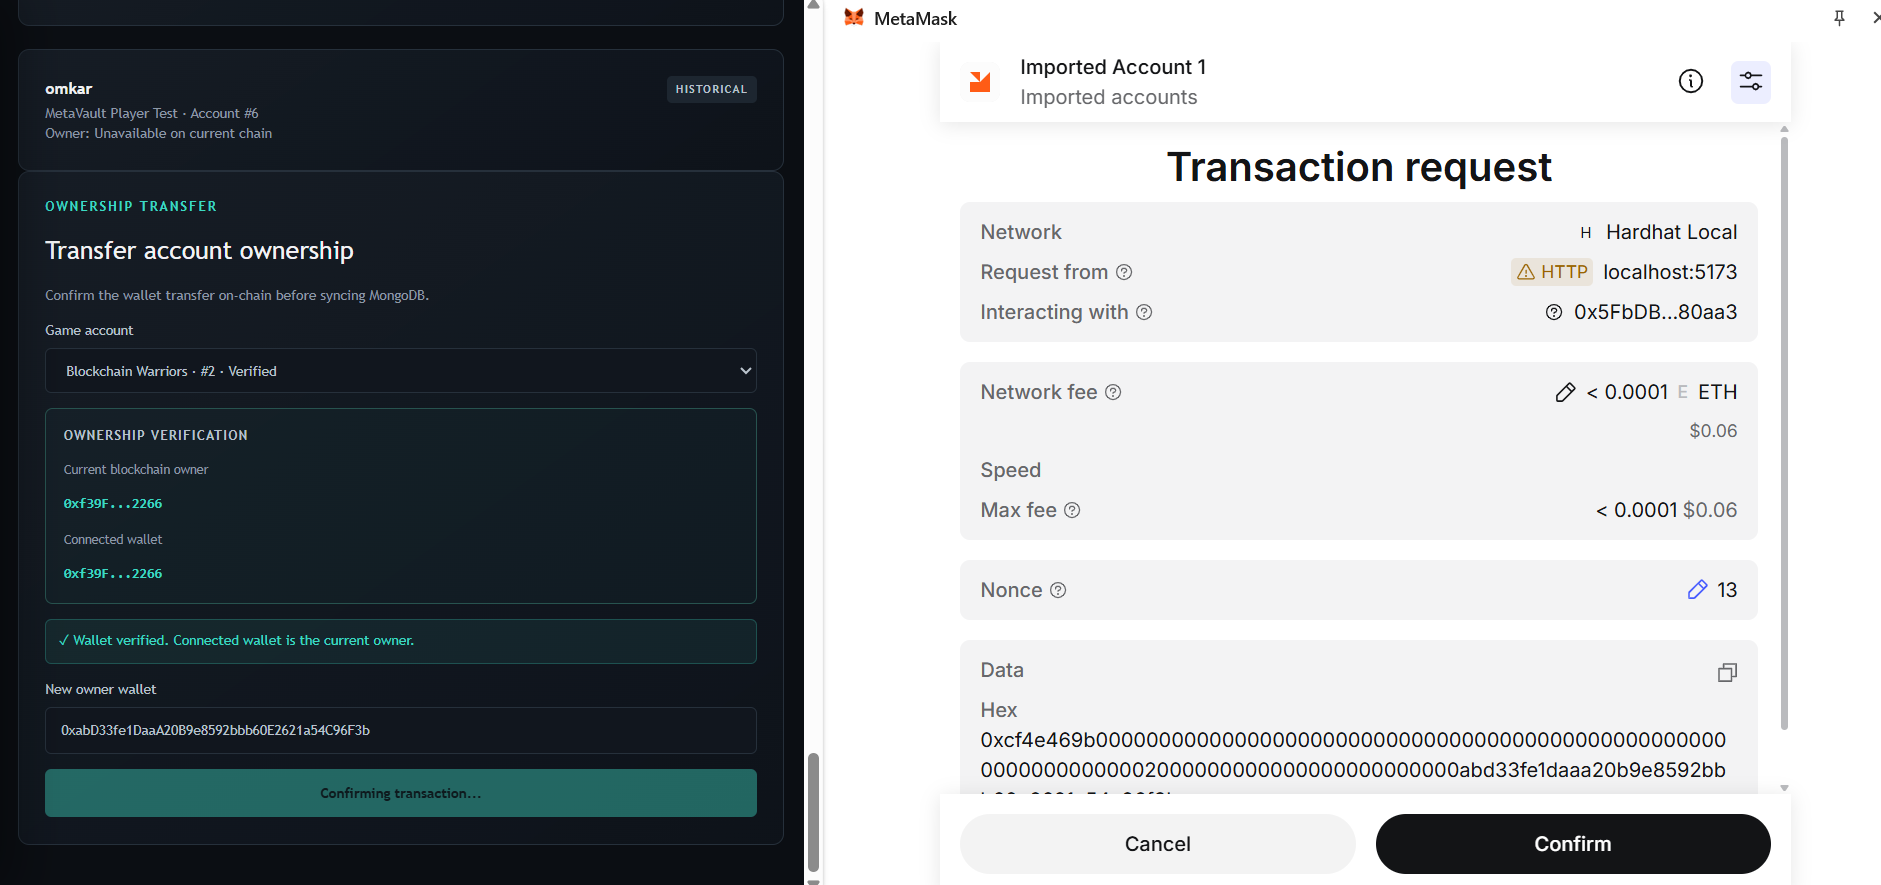 omkar
HISTORICAL
MetaVault Player Test · Account #6
Owner: Unavailable on current chain
OWNERSHIP TRANSFER
Transfer account ownership
Confirm the wallet transfer on-chain before syncing MongoDB.
Game account
Blockchain Warriors · #2 · Verified
OWNERSHIP VERIFICATION
Current blockchain owner
0xf39F...2266
Connected wallet
0xf39F...2266
✓ Wallet verified. Connected wallet is the current owner.
New owner wallet
0xabD33fe1DaaA20B9e8592bbb60E2621a54C96F3b
Confirming transaction...
MetaMask
Imported Account 1
Imported accounts
Transaction request
Network H Hardhat Local
Request from HTTP localhost:5173
Interacting with 0x5FbDB...80aa3
Network fee < 0.0001 E ETH
$0.06
Speed
Max fee < 0.0001 $0.06
Nonce 13
Data
Hex
0xcf4e469b000000000000000000000000000000000000000000000000
00000000000002000000000000000000000000abd33fe1daaa20b9e8592bb
Cancel
Confirm